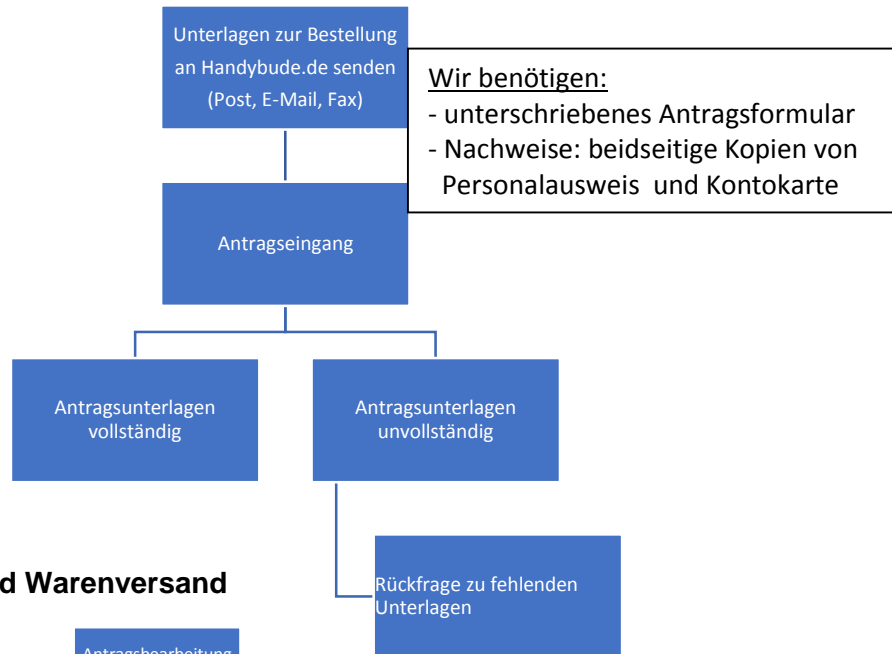 Unterlagen zur Bestellung
an Handybude.de senden
(Post, E-Mail, Fax)
Wir benötigen:
- unterschriebenes Antragsformular
- Nachweise: beidseitige Kopien von
Personalausweis und Kontokarte
Antragseingang
Antragsunterlagen
vollständig
Antragsunterlagen
unvollständig
Rückfrage zu fehlenden
Unterlagen
d Warenversand
Antragsbearbeitung